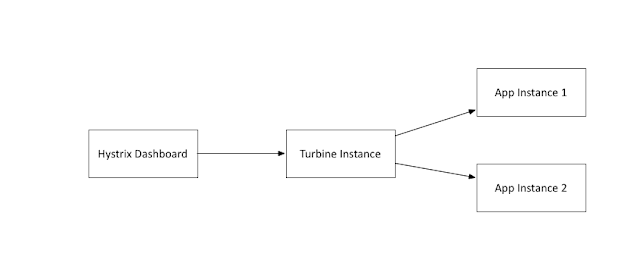 Hystrix Dashboard
Turbine Instance
App Instance 1
App Instance 2